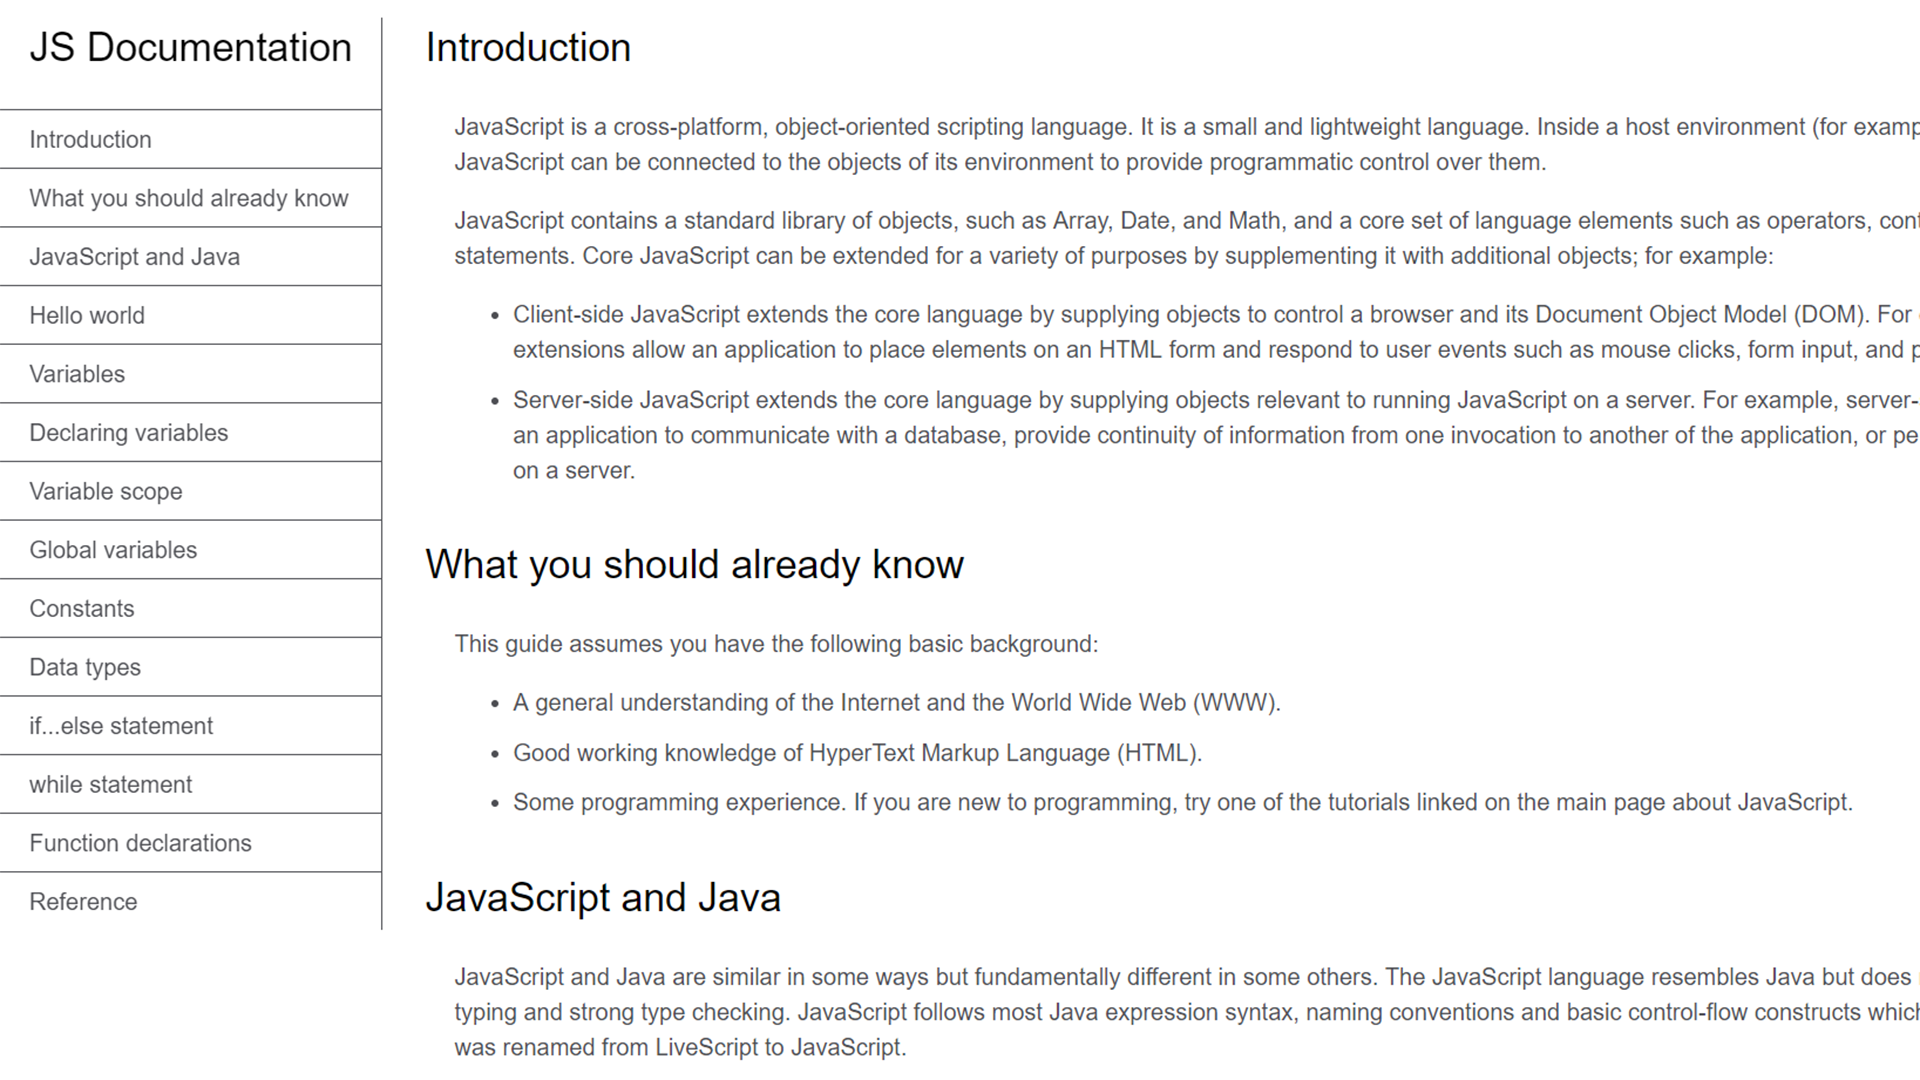 JS Documentation
Introduction
What you should already know
JavaScript and Java
Hello world
Variables
Declaring variables
Variable scope
Global variables
Constants
Data types
if...else statement
while statement
Function declarations
Reference
Introduction
JavaScript is a cross-platform, object-oriented scripting language. It is a small and lightweight language. Inside a host environment (for
JavaScript can be connected to the objects of its environment to provide programmatic control over them.
JavaScript contains a standard library of objects, such as Array, Date, and Math, and a core set of language elements such as operators,
statements. Core JavaScript can be extended for a variety of purposes by supplementing it with additional objects; for example:
• Client-side JavaScript extends the core language by supplying objects to control a browser and its Document Object Model (DOM). For
extensions allow an application to place elements on an HTML form and respond to user events such as mouse clicks, form input, and
• Server-side JavaScript extends the core language by supplying objects relevant to running JavaScript on a server. For example, server-
an application to communicate with a database, provide continuity of information from one invocation to another of the application, or
on a server.
What you should already know
This guide assumes you have the following basic background:
• A general understanding of the Internet and the World Wide Web (WWW).
• Good working knowledge of HyperText Markup Language (HTML).
• Some programming experience. If you are new to programming, try one of the tutorials linked on the main page about JavaScript.
JavaScript and Java
JavaScript and Java are similar in some ways but fundamentally different in some others. The JavaScript language resembles Java but does
typing and strong type checking. JavaScript follows most Java expression syntax, naming conventions and basic control-flow constructs which
was renamed from LiveScript to JavaScript.